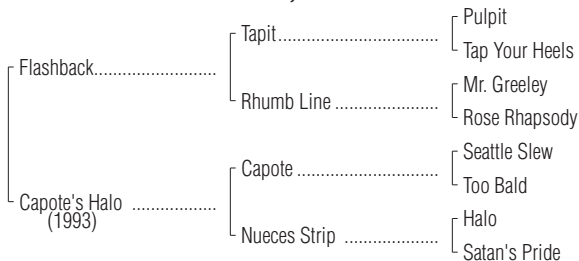 Pulpit
Tapit
Tap Your Heels
Flashback
Mr. Greeley
Rhumb Line
Rose Rhapsody
Seattle Slew
Capote
Too Bald
Capote's Halo
(1993)
Halo
Nueces Strip
Satan's Pride